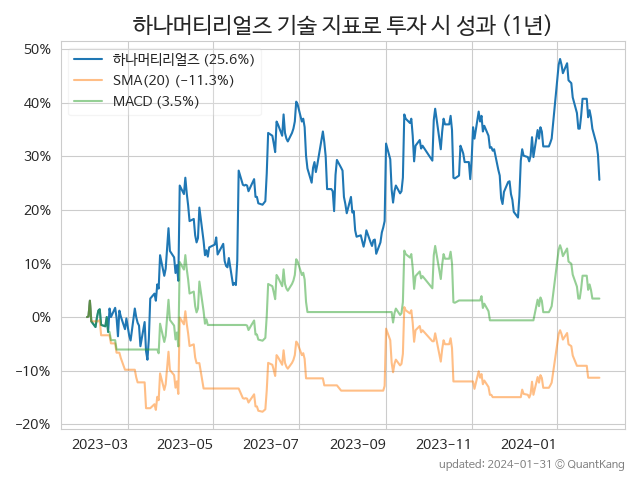 하나머티리얼즈 기술 지표로 투자 시 성과 (1년)
하나머티리얼즈 (25.6%)
SMA(20) (−11.3%)
MACD (3.5%)
50%
40%
30%
20%
10%
0%
−10%
−20%
2023-03 2023-05 2023-07 2023-09 2023-11 2024-01
updated: 2024-01-31 © QuantKang